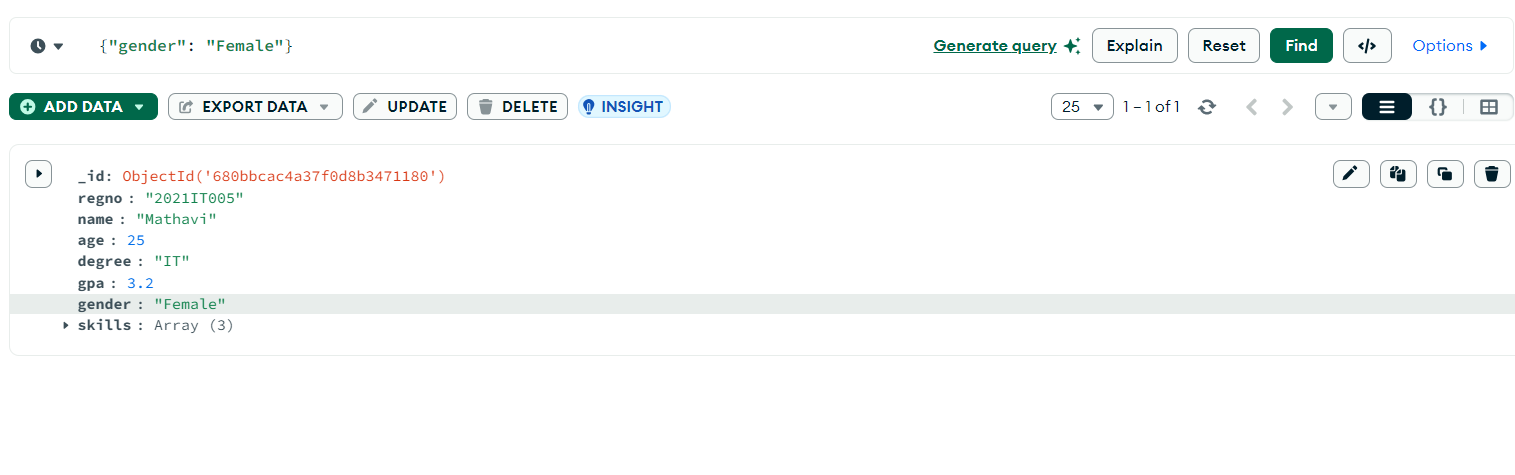 {"gender": "Female"} Generate query Explain Reset Find </> Options
ADD DATA EXPORT DATA UPDATE DELETE INSIGHT 25 1 – 1 of 1 {}
_id: ObjectId('680bbcac4a37f0d8b3471180')
regno : "2021IT005"
name : "Mathavi"
age : 25
degree : "IT"
gpa : 3.2
gender : "Female"
skills : Array (3)